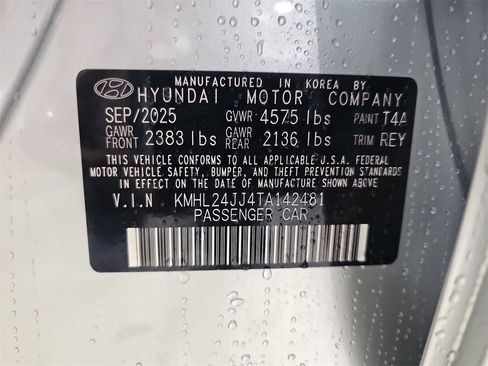 MANUFACTURED IN KOREA BY
HYUNDAI MOTOR COMPANY
SEP/2025 GVWR 4575 lbs PAINT T4A
GAWR FRONT 2383 lbs GAWR REAR 2136 lbs TRIM REY
THIS VEHICLE CONFORMS TO ALL APPLICABLE U.S.A. FEDERAL
MOTOR VEHICLE SAFETY, BUMPER, AND THEFT PREVENTION STANDARDS
IN EFFECT ON THE DATE OF MANUFACTURE SHOWN ABOVE.
V.I.N KMHL24JJ4TA142481
PASSENGER CAR